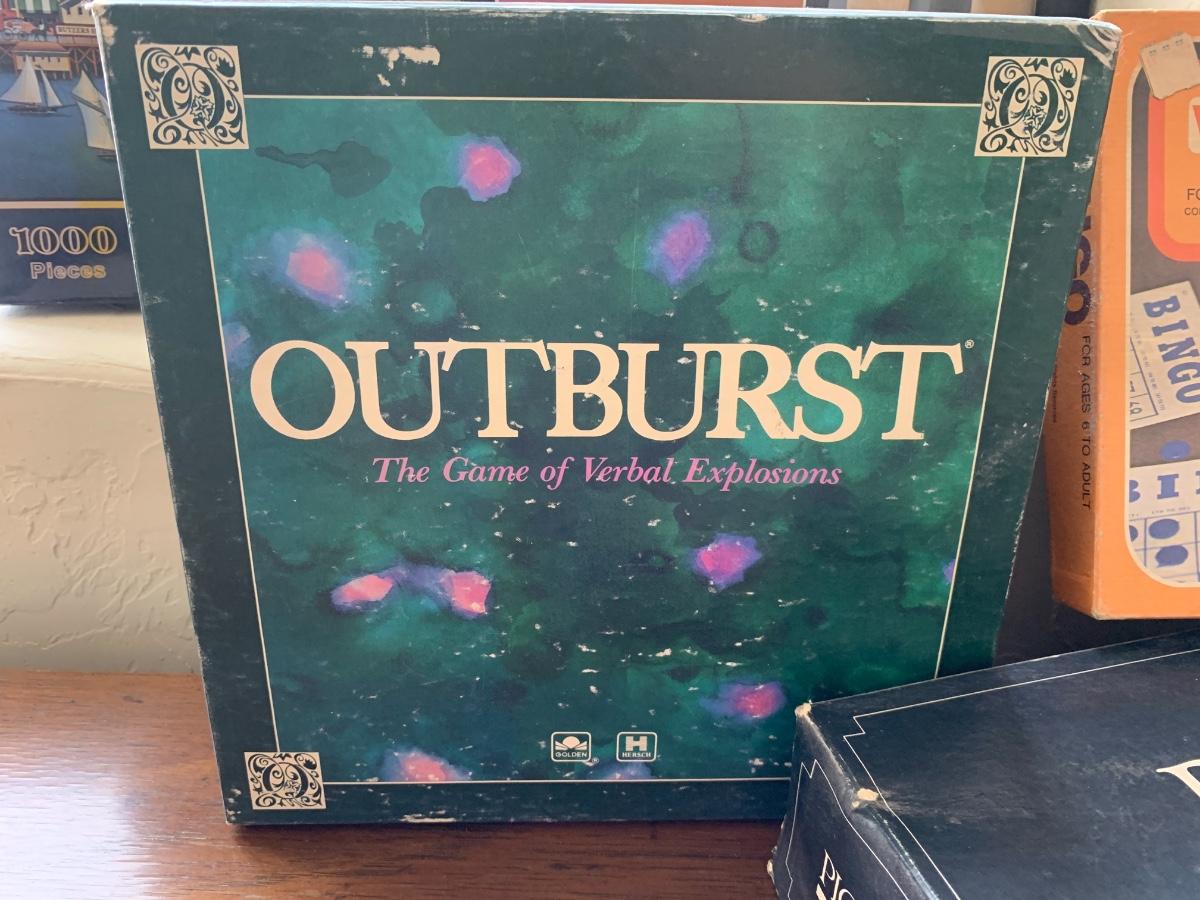 1000
Pieces
OUTBURST®
The Game of Verbal Explosions
GOLDEN®
H
HERSCH
FOR AGES 6 TO ADULT
BINGO